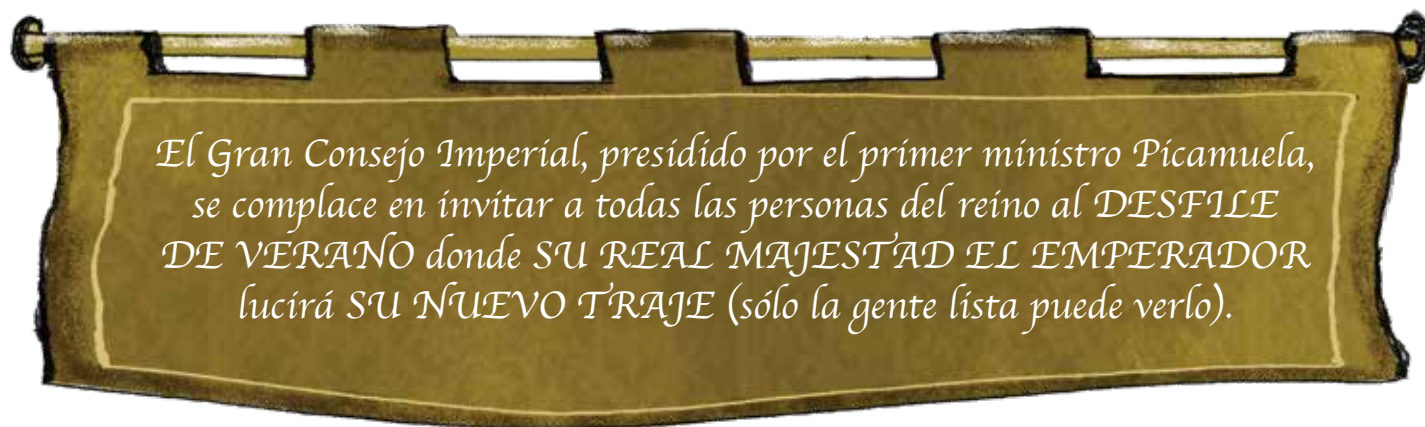 El Gran Consejo Imperial, presidido por el primer ministro Picamuela,
se complace en invitar a todas las personas del reino al DESFILE
DE VERANO donde SU REAL MAJESTAD EL EMPERADOR
lucirá SU NUEVO TRAJE (sólo la gente lista puede verlo).